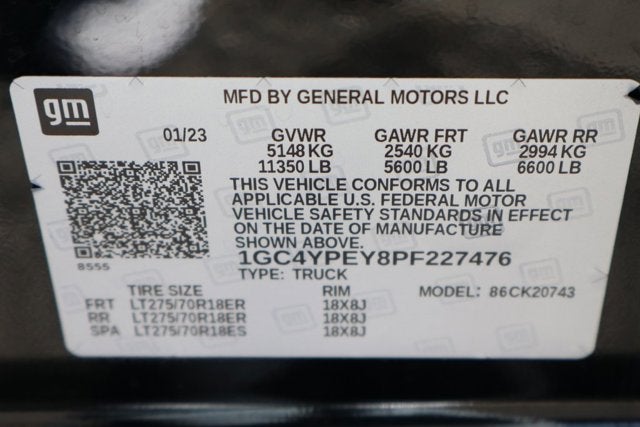 gm
MFD BY GENERAL MOTORS LLC
01/23 GVWR GAWR FRT GAWR RR
5148 KG 2540 KG 2994 KG
11350 LB 5600 LB 6600 LB
THIS VEHICLE CONFORMS TO ALL
APPLICABLE U.S. FEDERAL MOTOR
VEHICLE SAFETY STANDARDS IN EFFECT
ON THE DATE OF MANUFACTURE
SHOWN ABOVE.
8555
1GC4YPEY8PF227476
TYPE: TRUCK
TIRE SIZE RIM MODEL: 86CK20743
FRT LT275/70R18ER 18X8J
RR LT275/70R18ER 18X8J
SPA LT275/70R18ES 18X8J